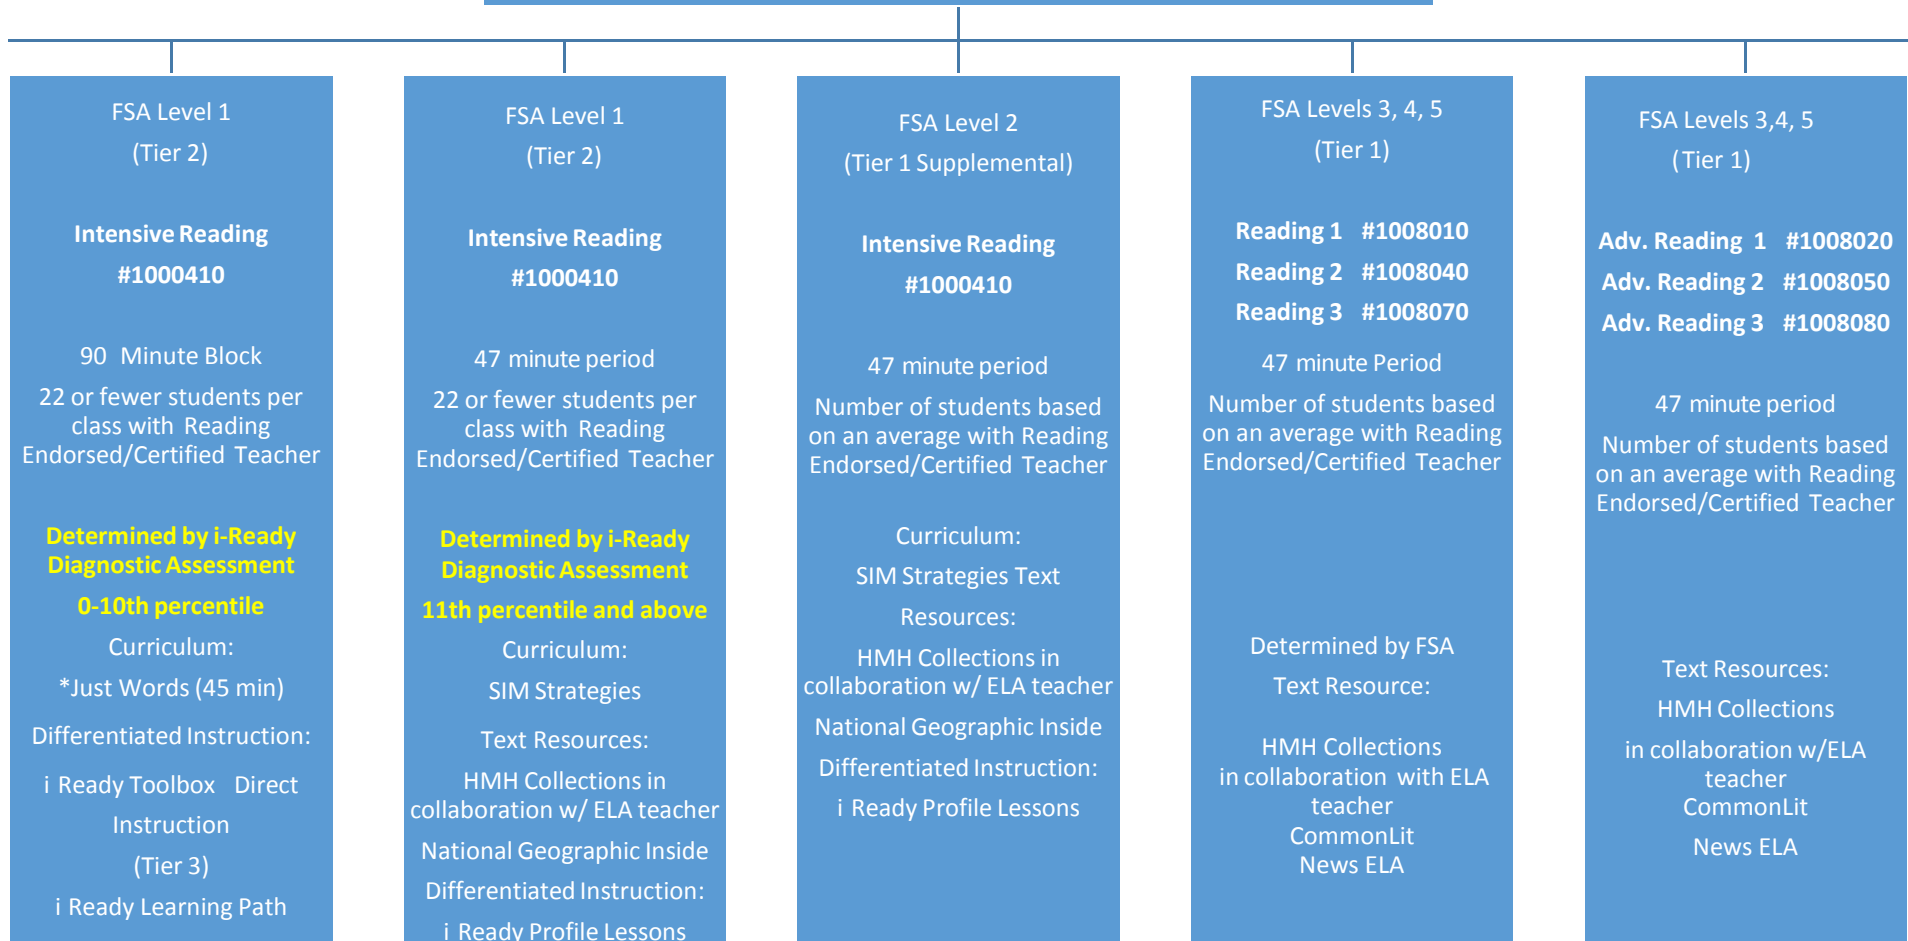 FSA Level 1
(Tier 2)
Intensive Reading
#1000410
90 Minute Block
22 or fewer students per
class with Reading
Endorsed/Certified Teacher
Determined by i-Ready
Diagnostic Assessment
0-10th percentile
Curriculum:
*Just Words (45 min)
Differentiated Instruction:
i Ready Toolbox Direct
Instruction
(Tier 3)
i Ready Learning Path
FSA Level 1
(Tier 2)
Intensive Reading
#1000410
47 minute period
22 or fewer students per
class with Reading
Endorsed/Certified Teacher
Determined by i-Ready
Diagnostic Assessment
11th percentile and above
Curriculum:
SIM Strategies
Text Resources:
HMH Collections in
collaboration w/ ELA teacher
National Geographic Inside
Differentiated Instruction:
i Ready Profile Lessons
FSA Level 2
(Tier 1 Supplemental)
Intensive Reading
#1000410
47 minute period
Number of students based
on an average with Reading
Endorsed/Certified Teacher
Curriculum:
SIM Strategies Text
Resources:
HMH Collections in
collaboration w/ ELA teacher
National Geographic Inside
Differentiated Instruction:
i Ready Profile Lessons
FSA Levels 3, 4, 5
(Tier 1)
Reading 1 #1008010
Reading 2 #1008040
Reading 3 #1008070
47 minute Period
Number of students based
on an average with Reading
Endorsed/Certified Teacher
Determined by FSA
Text Resource:
HMH Collections
in collaboration with ELA
teacher
CommonLit
News ELA
FSA Levels 3,4, 5
(Tier 1)
Adv. Reading 1 #1008020
Adv. Reading 2 #1008050
Adv. Reading 3 #1008080
47 minute period
Number of students based
on an average with Reading
Endorsed/Certified Teacher
Text Resources:
HMH Collections
in collaboration w/ELA
teacher
CommonLit
News ELA